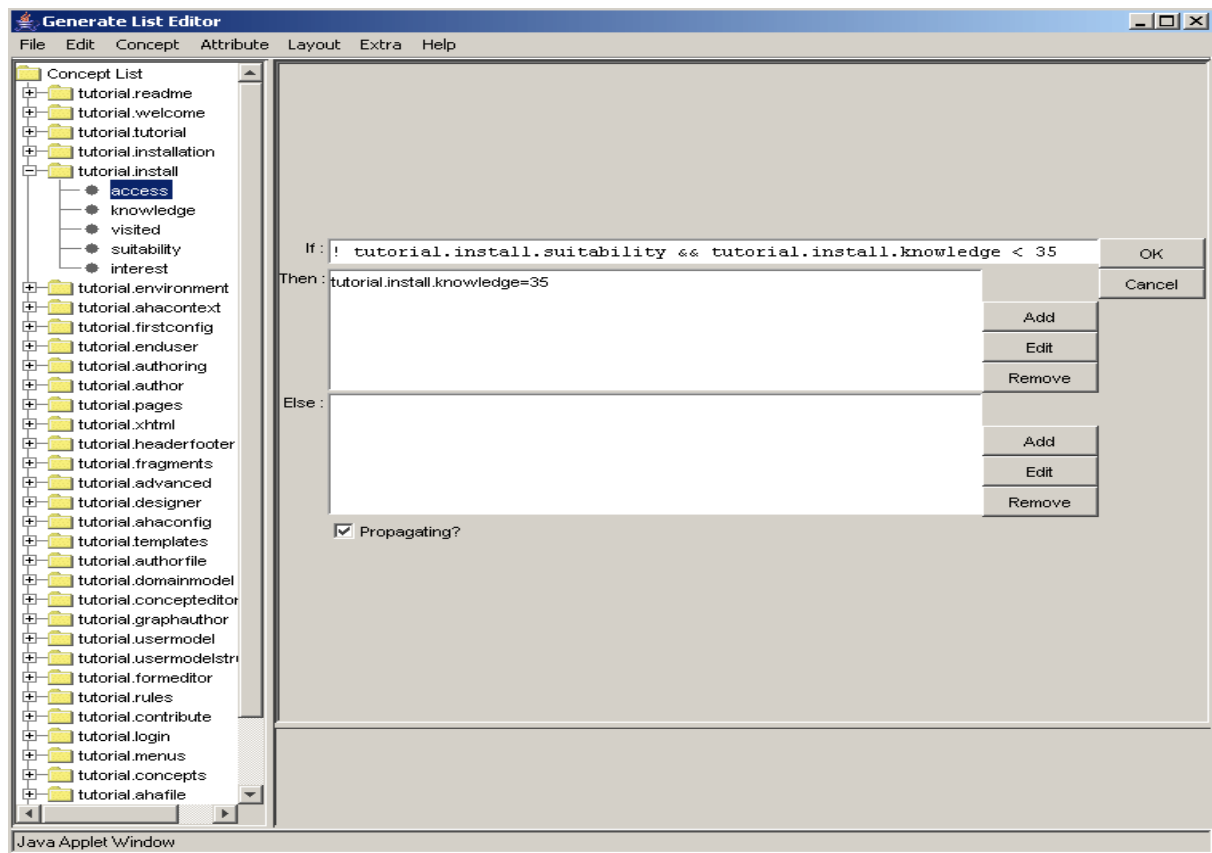 Generate List Editor
File Edit Concept Attribute Layout Extra Help
Concept List
tutorial.readme
tutorial.welcome
tutorial.tutorial
tutorial.installation
tutorial.install
access
knowledge
visited
suitability
interest
tutorial.environment
tutorial.ahacontext
tutorial.firstconfig
tutorial.enduser
tutorial.authoring
tutorial.author
tutorial.pages
tutorial.xhtml
tutorial.headerfooter
tutorial.fragments
tutorial.advanced
tutorial.designer
tutorial.ahaconfig
tutorial.templates
tutorial.authorfile
tutorial.domainmodel
tutorial.concepteditor
tutorial.graphauthor
tutorial.usermodel
tutorial.usermodelstr
tutorial.formeditor
tutorial.rules
tutorial.contribute
tutorial.login
tutorial.menus
tutorial.concepts
tutorial.ahafile
If : ! tutorial.install.suitability && tutorial.install.knowledge < 35
OK
Then : tutorial.install.knowledge=35
Cancel
Add
Edit
Remove
Else :
Add
Edit
Remove
Propagating?
Java Applet Window